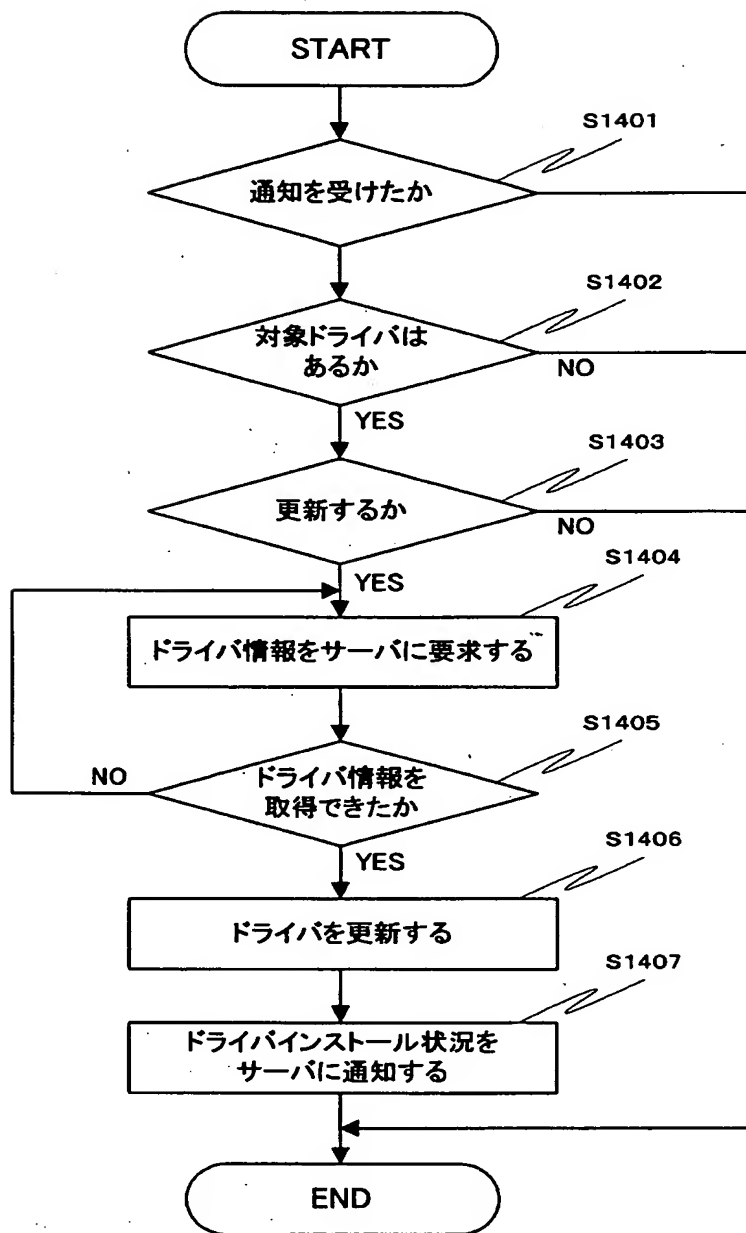 START
S1401
通知を受けたか
S1402
対象ドライバは
あるか
NO
YES
S1403
更新するか
NO
YES
S1404
ドライバ情報をサーバに要求する
S1405
ドライバ情報を
取得できたか
NO
YES
S1406
ドライバを更新する
S1407
ドライバインストール状況を
サーバに通知する
END